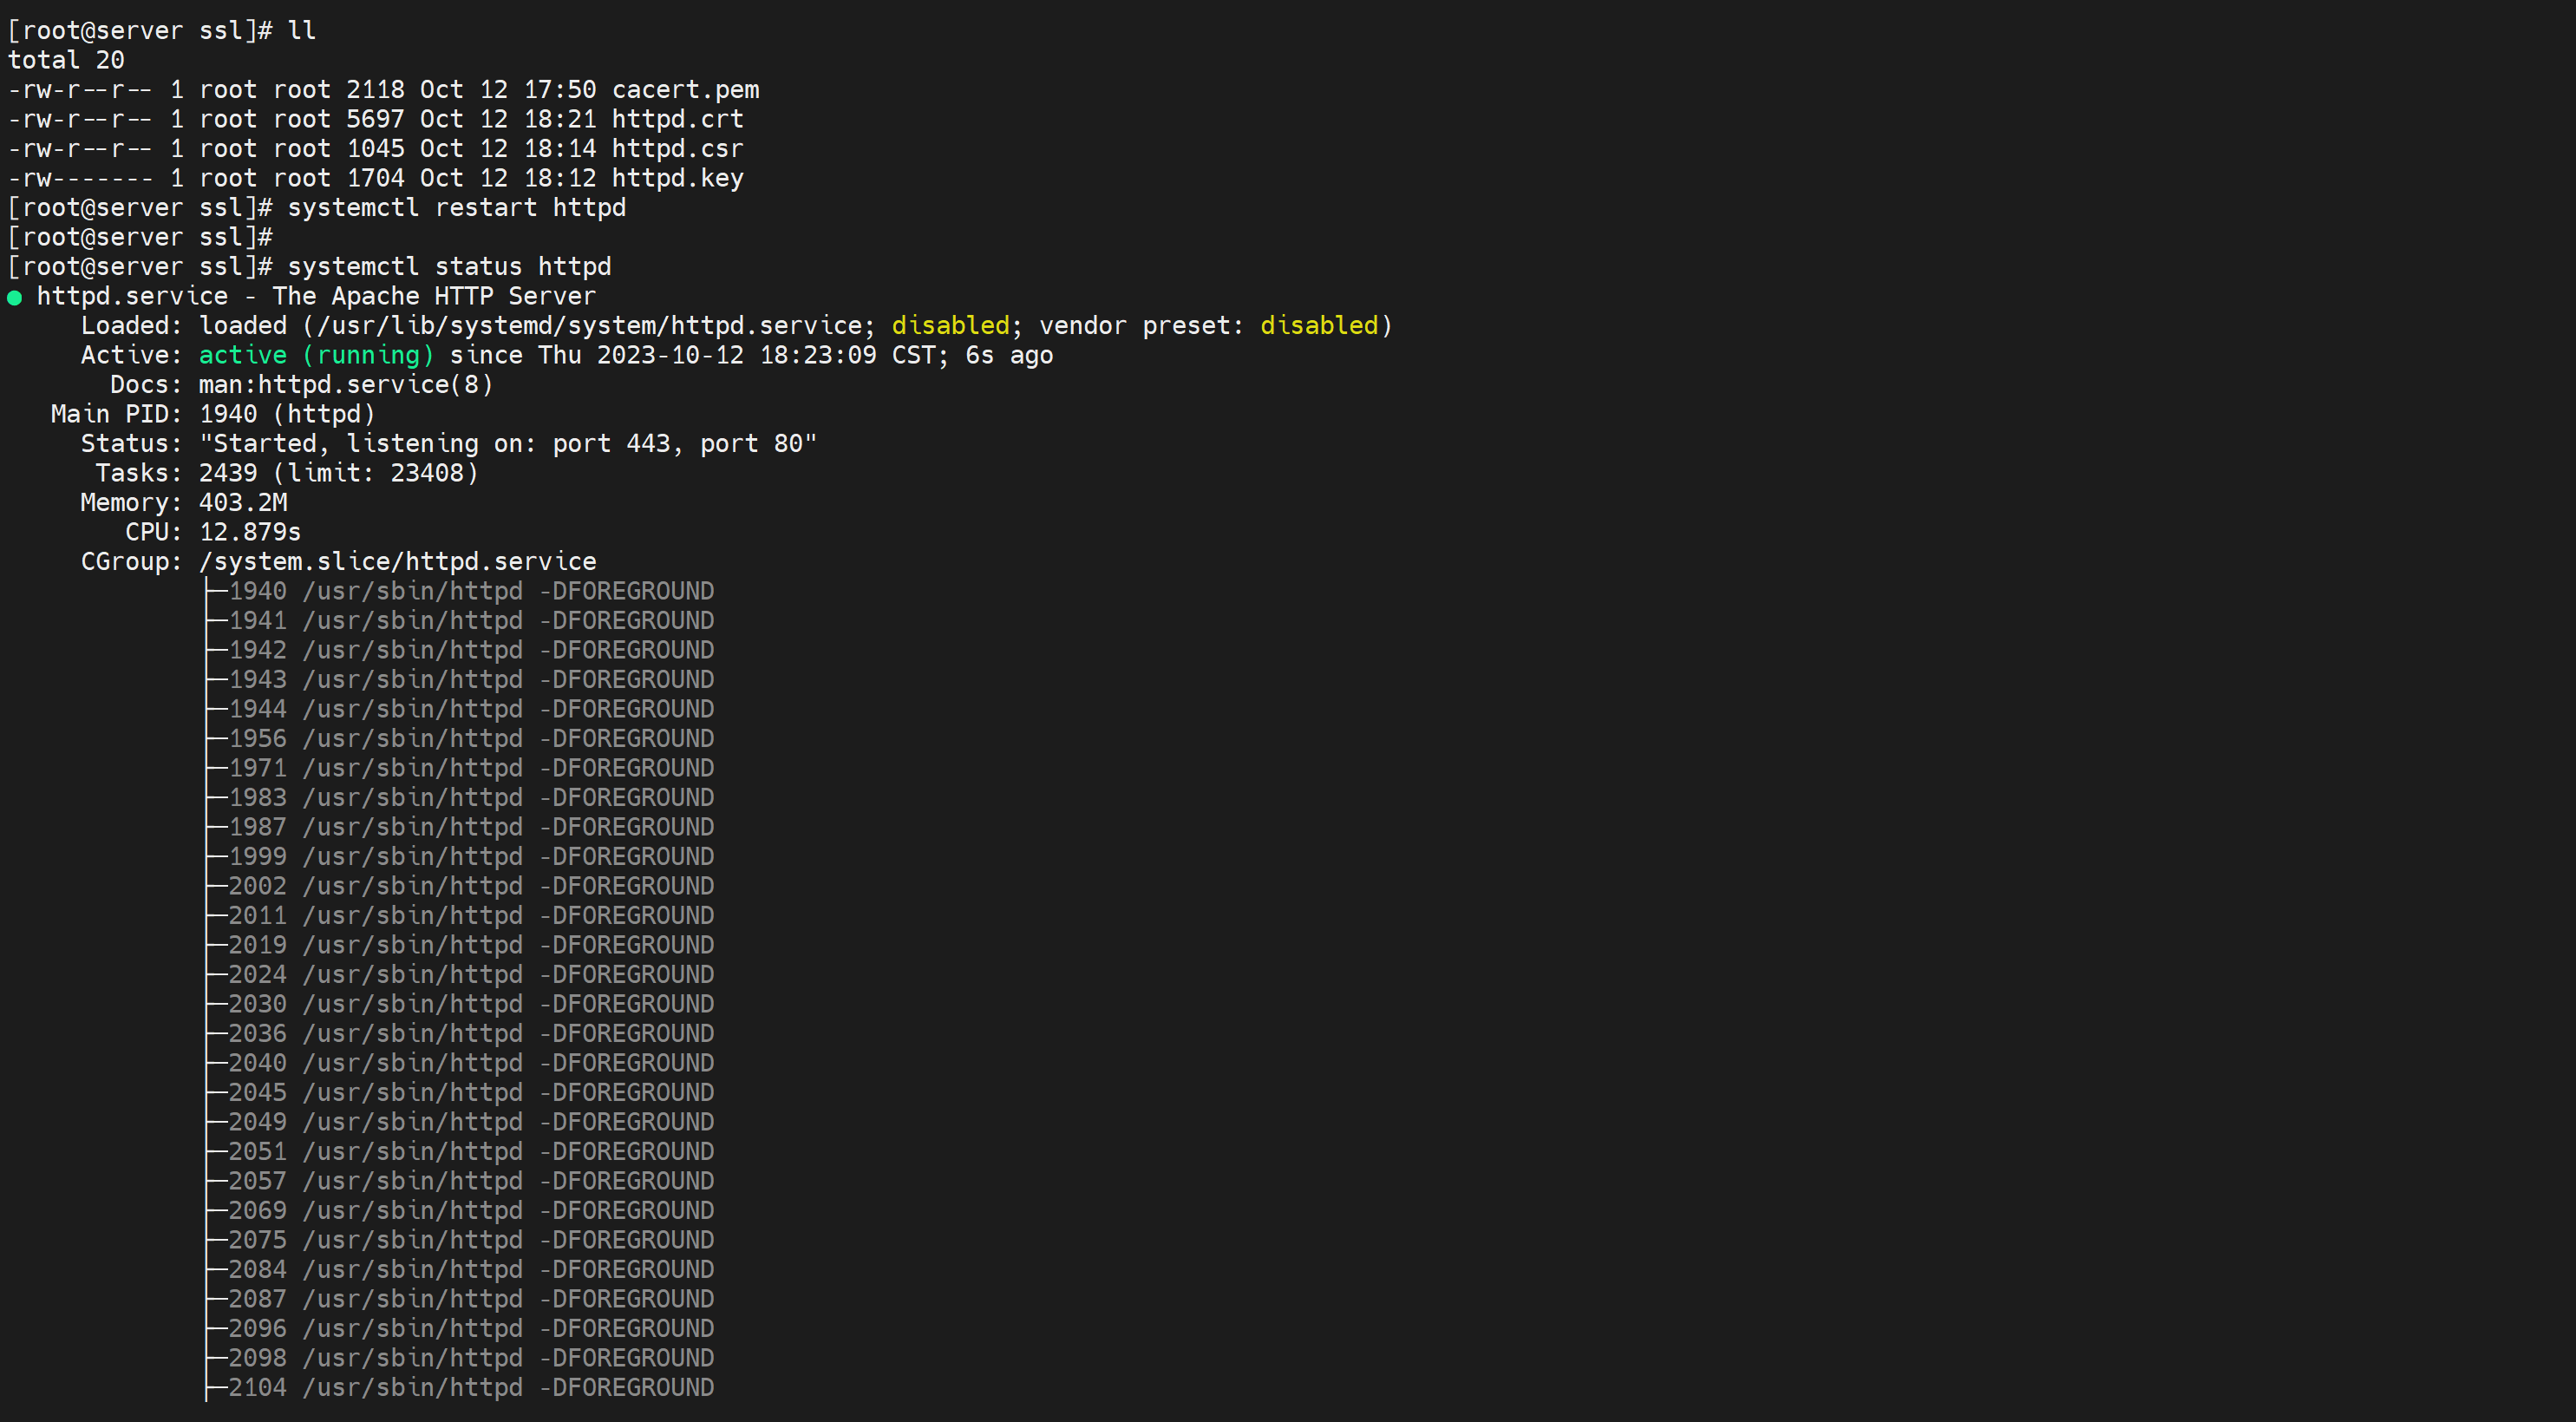 [root@server ssl]# ll
total 20
-rw-r--r-- 1 root root 2118 Oct 12 17:50 cacert.pem
-rw-r--r-- 1 root root 5697 Oct 12 18:21 httpd.crt
-rw-r--r-- 1 root root 1045 Oct 12 18:14 httpd.csr
-rw------- 1 root root 1704 Oct 12 18:12 httpd.key
[root@server ssl]# systemctl restart httpd
[root@server ssl]#
[root@server ssl]# systemctl status httpd
● httpd.service - The Apache HTTP Server
     Loaded: loaded (/usr/lib/systemd/system/httpd.service; disabled; vendor preset: disabled)
     Active: active (running) since Thu 2023-10-12 18:23:09 CST; 6s ago
       Docs: man:httpd.service(8)
   Main PID: 1940 (httpd)
     Status: "Started, listening on: port 443, port 80"
      Tasks: 2439 (limit: 23408)
     Memory: 403.2M
        CPU: 12.879s
     CGroup: /system.slice/httpd.service
             ├─1940 /usr/sbin/httpd -DFOREGROUND
             ├─1941 /usr/sbin/httpd -DFOREGROUND
             ├─1942 /usr/sbin/httpd -DFOREGROUND
             ├─1943 /usr/sbin/httpd -DFOREGROUND
             ├─1944 /usr/sbin/httpd -DFOREGROUND
             ├─1956 /usr/sbin/httpd -DFOREGROUND
             ├─1971 /usr/sbin/httpd -DFOREGROUND
             ├─1983 /usr/sbin/httpd -DFOREGROUND
             ├─1987 /usr/sbin/httpd -DFOREGROUND
             ├─1999 /usr/sbin/httpd -DFOREGROUND
             ├─2002 /usr/sbin/httpd -DFOREGROUND
             ├─2011 /usr/sbin/httpd -DFOREGROUND
             ├─2019 /usr/sbin/httpd -DFOREGROUND
             ├─2024 /usr/sbin/httpd -DFOREGROUND
             ├─2030 /usr/sbin/httpd -DFOREGROUND
             ├─2036 /usr/sbin/httpd -DFOREGROUND
             ├─2040 /usr/sbin/httpd -DFOREGROUND
             ├─2045 /usr/sbin/httpd -DFOREGROUND
             ├─2049 /usr/sbin/httpd -DFOREGROUND
             ├─2051 /usr/sbin/httpd -DFOREGROUND
             ├─2057 /usr/sbin/httpd -DFOREGROUND
             ├─2069 /usr/sbin/httpd -DFOREGROUND
             ├─2075 /usr/sbin/httpd -DFOREGROUND
             ├─2084 /usr/sbin/httpd -DFOREGROUND
             ├─2087 /usr/sbin/httpd -DFOREGROUND
             ├─2096 /usr/sbin/httpd -DFOREGROUND
             ├─2098 /usr/sbin/httpd -DFOREGROUND
             ├─2104 /usr/sbin/httpd -DFOREGROUND